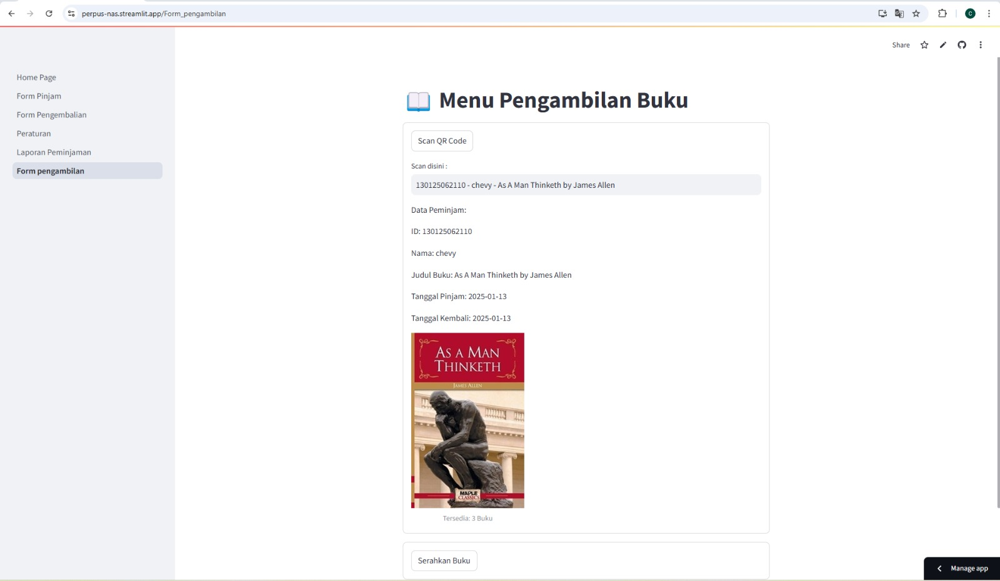 perpus-nas.streamlit.app/Form_pengambilan
C
Share
Home Page
Form Pinjam
Form Pengembalian
Peraturan
Laporan Peminjaman
Form pengambilan
Menu Pengambilan Buku
Scan QR Code
Scan disini :
130125062110 - chevy - As A Man Thinketh by James Allen
Data Peminjam:
ID: 130125062110
Nama: chevy
Judul Buku: As A Man Thinketh by James Allen
Tanggal Pinjam: 2025-01-13
Tanggal Kembali: 2025-01-13
AS A MAN
THINKETH
JAMES ALLEN
MAPLE
CLASSICS
Tersedia: 3 Buku
Serahkan Buku
Manage app